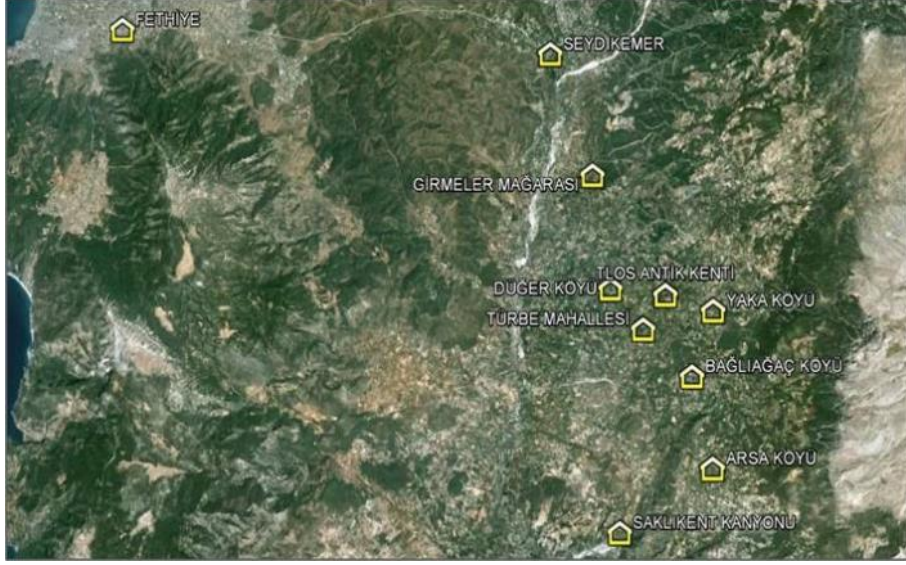 FETHİYE
SEYDİKEMER
GİRMELER MAĞARASI
TLOS ANTİK KENTİ
DÜĞER KÖYÜ
YAKA KÖYÜ
TÜRBE MAHALLESİ
BAĞLIAĞAÇ KÖYÜ
ARSA KÖYÜ
SAKLIKENT KANYONU